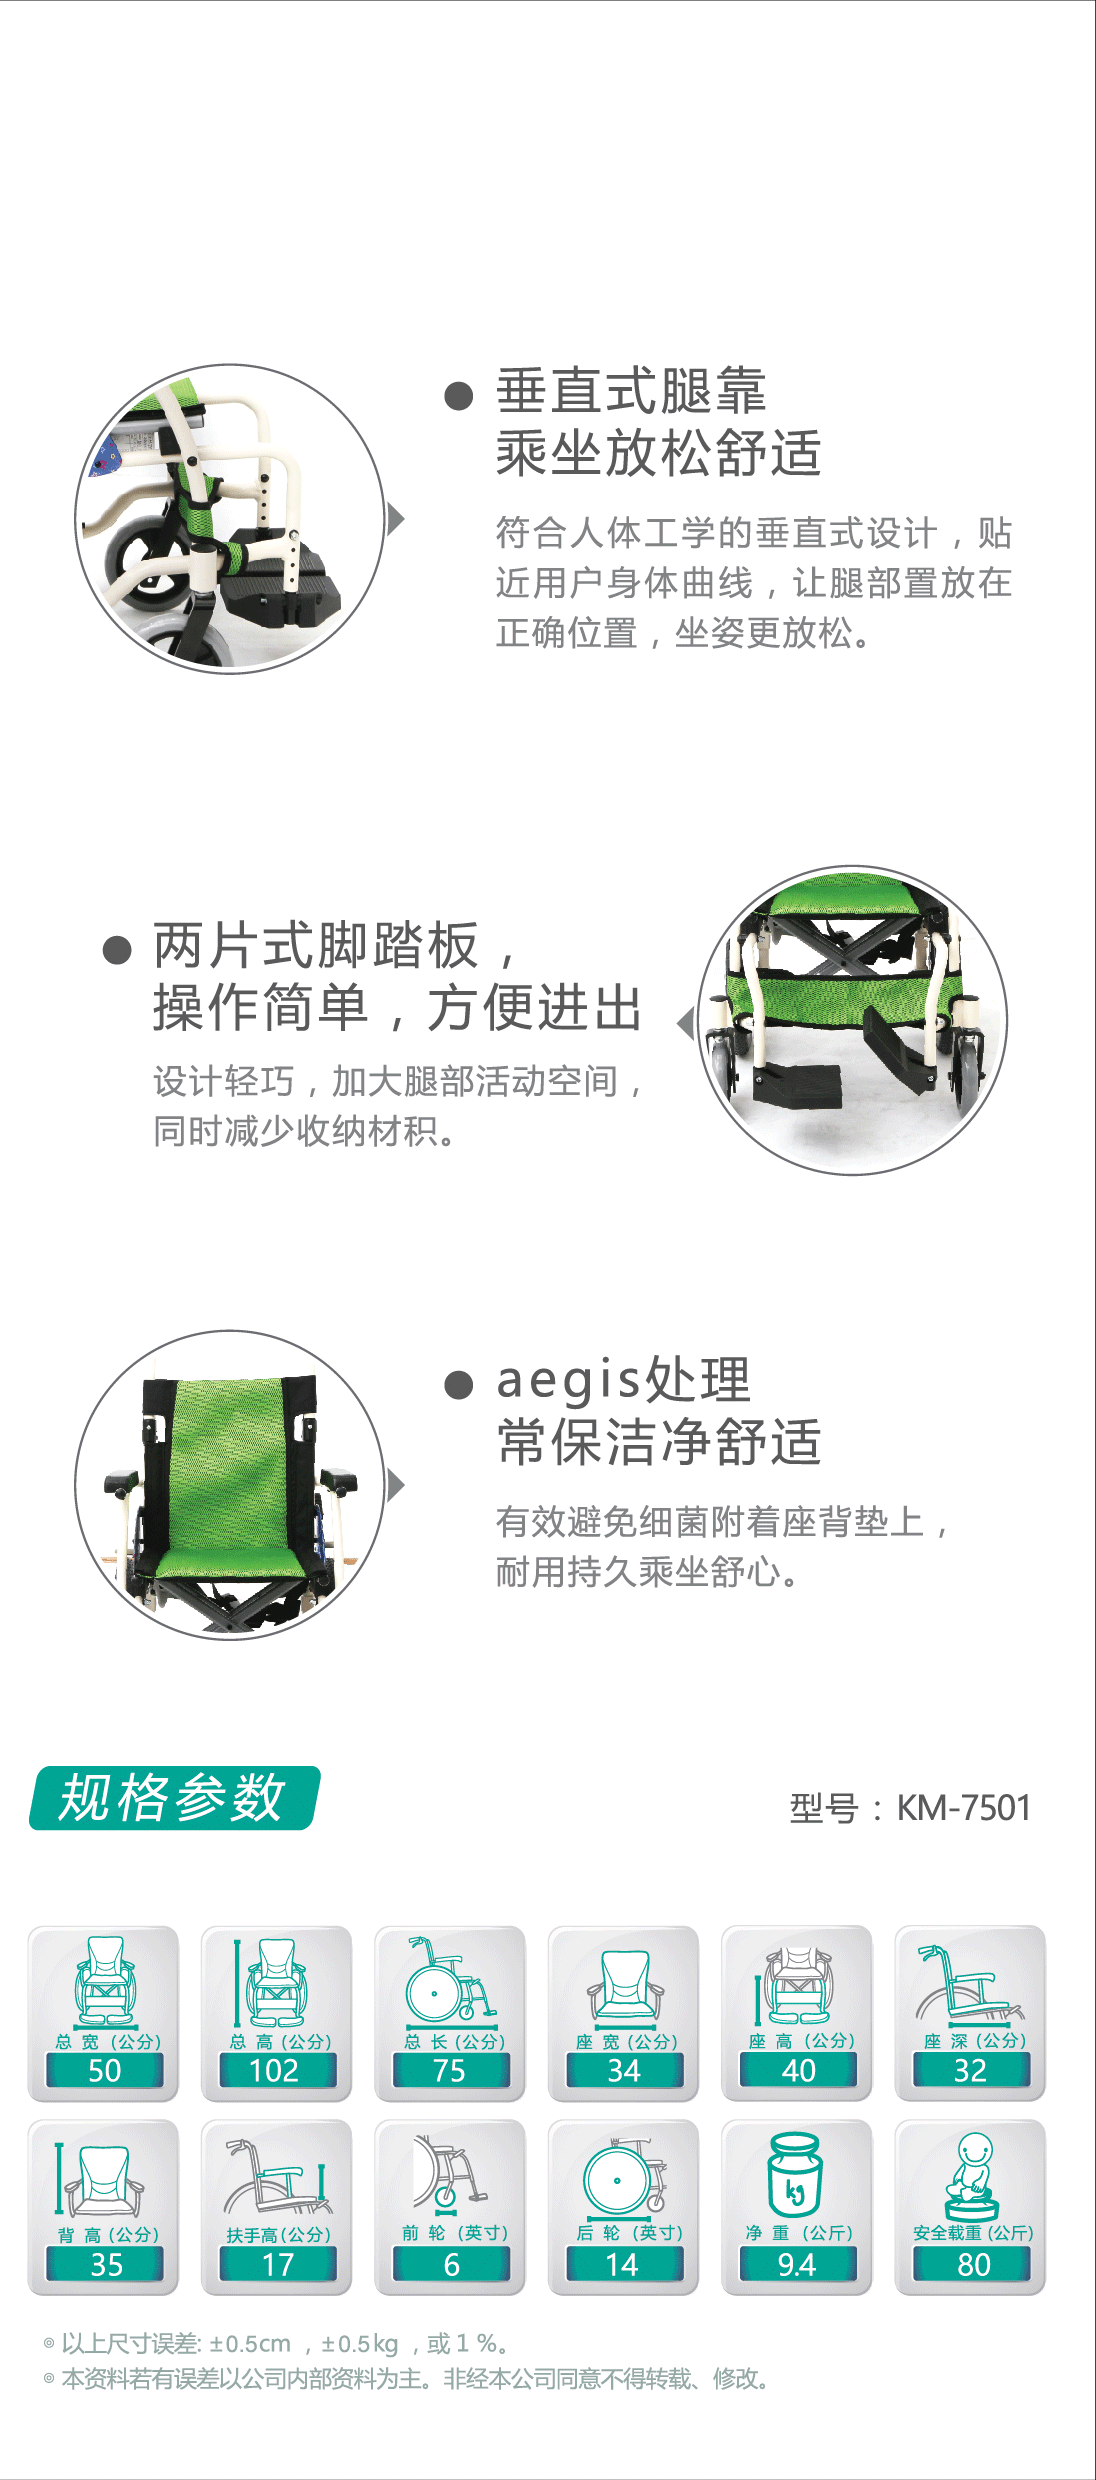 垂直式腿靠
乘坐放松舒适
符合人体工学的垂直式设计，贴
近用户身体曲线，让腿部置放在
正确位置，坐姿更放松。
两片式脚踏板，
操作简单，方便进出
设计轻巧，加大腿部活动空间，
同时减少收纳材积。
aegis处理
常保洁净舒适
有效避免细菌附着座背垫上，
耐用持久乘坐舒心。
规格参数
型号：KM-7501
总 宽 (公分)
50
总 高 (公分)
102
总 长 (公分)
75
座 宽 (公分)
34
座 高 (公分)
40
座 深 (公分)
32
背 高 (公分)
35
扶手高(公分)
17
前 轮 (英寸)
6
后 轮 (英寸)
14
kg
净 重 (公斤)
9.4
安全载重(公斤)
80
◎ 以上尺寸误差: ±0.5cm ，±0.5kg ，或 1 %。
◎ 本资料若有误差以公司内部资料为主。非经本公司同意不得转载、修改。